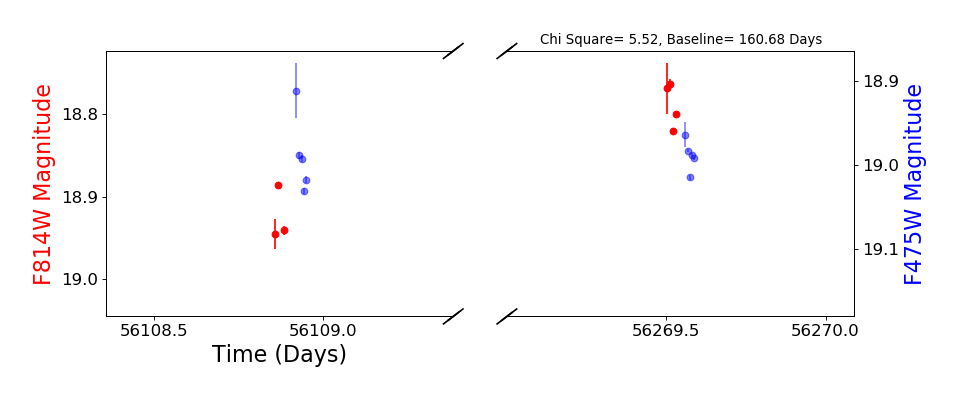 Chi Square= 5.52, Baseline= 160.68 Days
F814W Magnitude
18.8
18.9
19.0
18.9
19.0
19.1
F475W Magnitude
56108.5
56109.0
56269.5
56270.0
Time (Days)